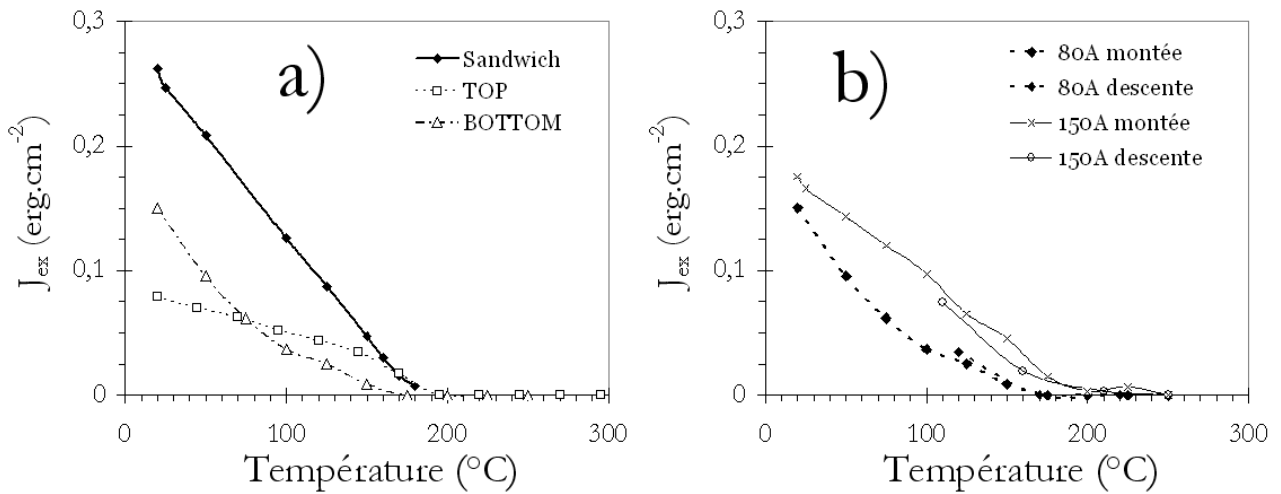 0,3
0,2
0,1
0
J_ex (erg.cm^-2)
a)
Sandwich
TOP
BOTTOM
0
100
200
300
Température (°C)
0,3
0,2
0,1
0
J_ex (erg.cm^-2)
b)
80A montée
80A descente
150A montée
150A descente
0
100
200
300
Température (°C)